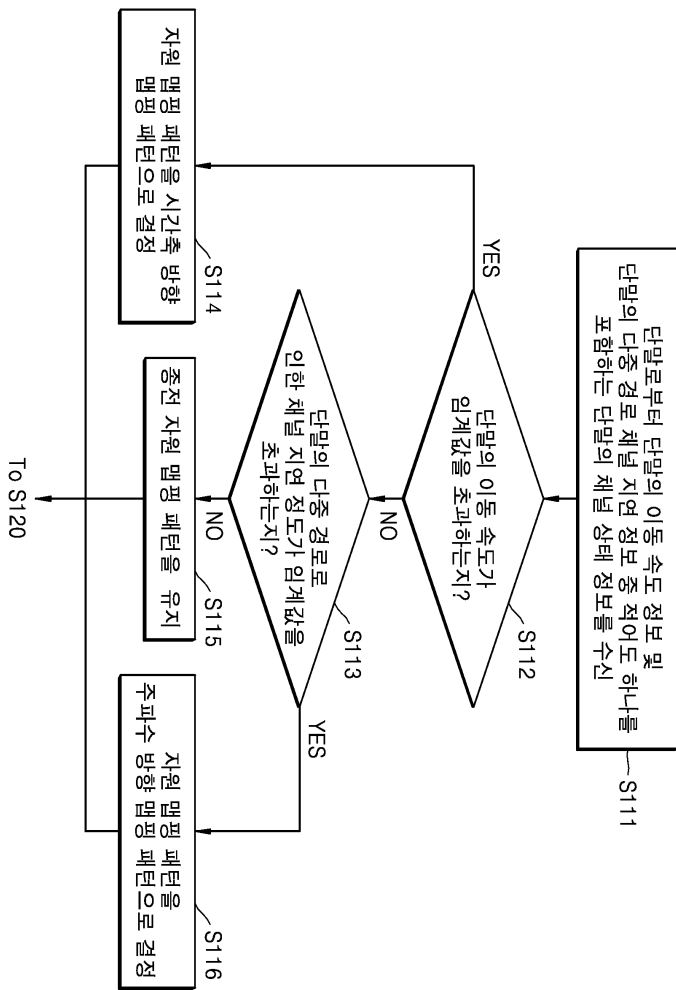 단말로부터 단말의 이동 속도 정보 및
단말의 다중 경로 채널 지연 정보 중 적어도 하나를
포함하는 단말의 채널 상태 정보를 수신
S111
단말의 이동 속도가
임계값을 초과하는지?
S112
YES
NO
단말의 다중 경로로
인한 채널 지연 정도가 임계값을
초과하는지?
S113
NO
YES
자원 맵핑 패턴을 시간축 방향
맵핑 패턴으로 결정
S114
종전 자원 맵핑 패턴을 유지
S115
자원 맵핑 패턴을
주파수 방향 맵핑 패턴으로 결정
S116
To S120